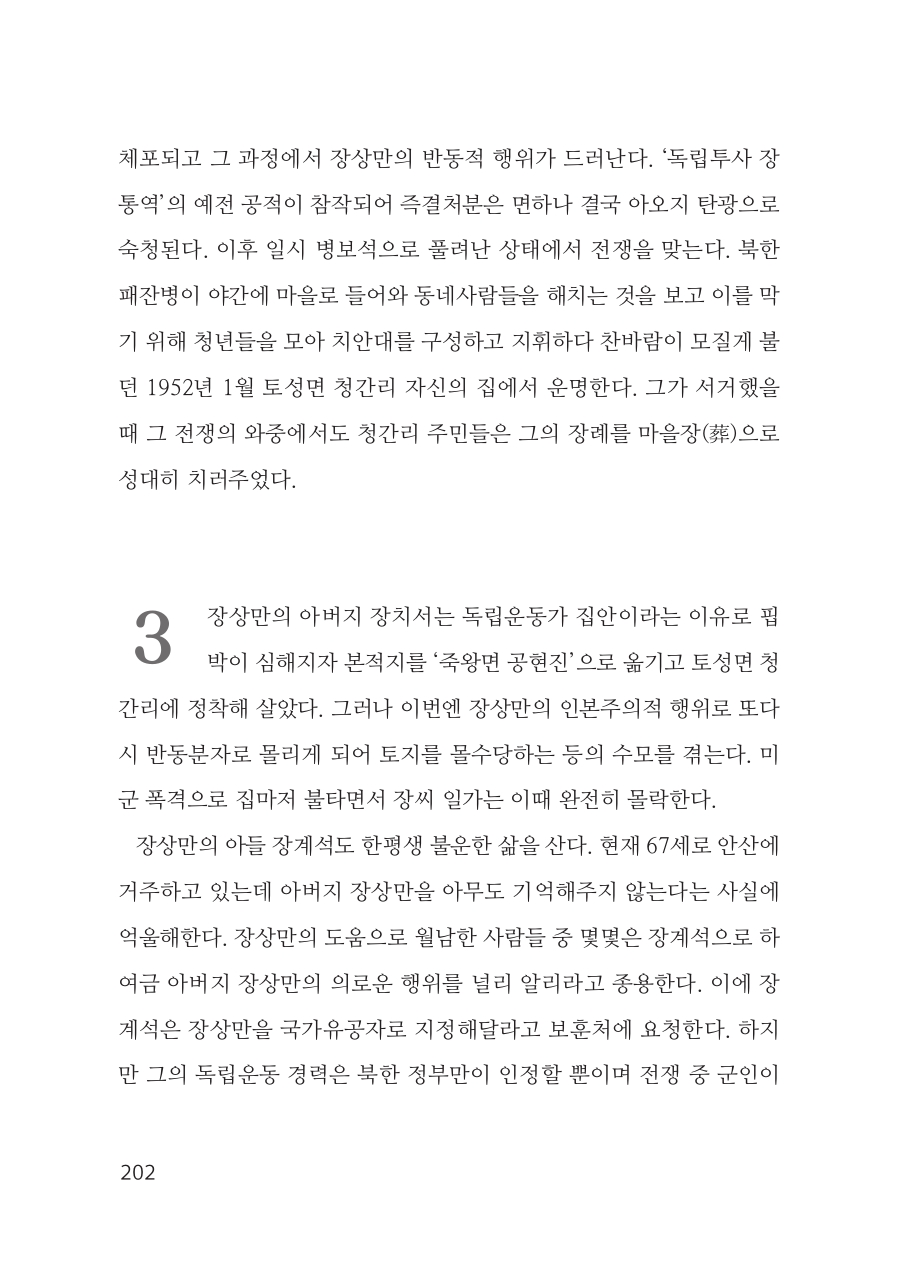 체포되고 그 과정에서 장상만의 반동적 행위가 드러난다. ‘독립투사 장
통역’의 예전 공적이 참작되어 즉결처분은 면하나 결국 아오지 탄광으로
숙청된다. 이후 일시 병보석으로 풀려난 상태에서 전쟁을 맞는다. 북한
패잔병이 야간에 마을로 들어와 동네사람들을 해치는 것을 보고 이를 막
기 위해 청년들을 모아 치안대를 구성하고 지휘하다 찬바람이 모질게 불
던 1952년 1월 토성면 청간리 자신의 집에서 운명한다. 그가 서거했을
때 그 전쟁의 와중에서도 청간리 주민들은 그의 장례를 마을장(葬)으로
성대히 치러주었다.
3
장상만의 아버지 장치서는 독립운동가 집안이라는 이유로 핍
박이 심해지자 본적지를 ‘죽왕면 공현진’으로 옮기고 토성면 청
간리에 정착해 살았다. 그러나 이번엔 장상만의 인본주의적 행위로 또다
시 반동분자로 몰리게 되어 토지를 몰수당하는 등의 수모를 겪는다. 미
군 폭격으로 집마저 불타면서 장씨 일가는 이때 완전히 몰락한다.
장상만의 아들 장계석도 한평생 불운한 삶을 산다. 현재 67세로 안산에
거주하고 있는데 아버지 장상만을 아무도 기억해주지 않는다는 사실에
억울해한다. 장상만의 도움으로 월남한 사람들 중 몇몇은 장계석으로 하
여금 아버지 장상만의 의로운 행위를 널리 알리라고 종용한다. 이에 장
계석은 장상만을 국가유공자로 지정해달라고 보훈처에 요청한다. 하지
만 그의 독립운동 경력은 북한 정부만이 인정할 뿐이며 전쟁 중 군인이
202